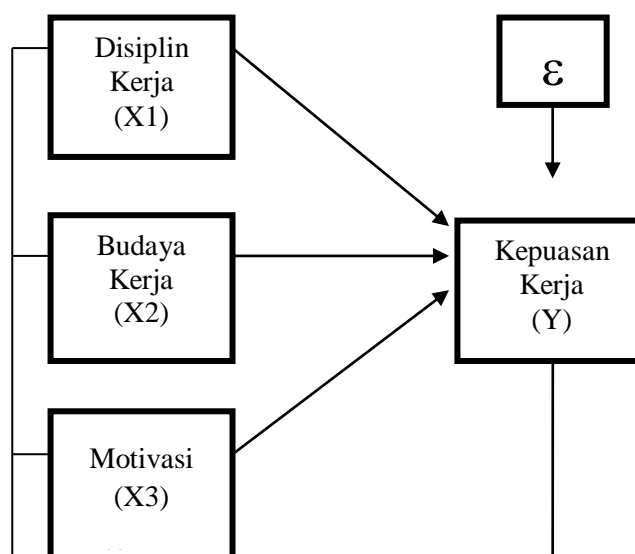 Disiplin
Kerja
(X1)
ε
Budaya
Kerja
(X2)
Kepuasan
Kerja
(Y)
Motivasi
(X3)